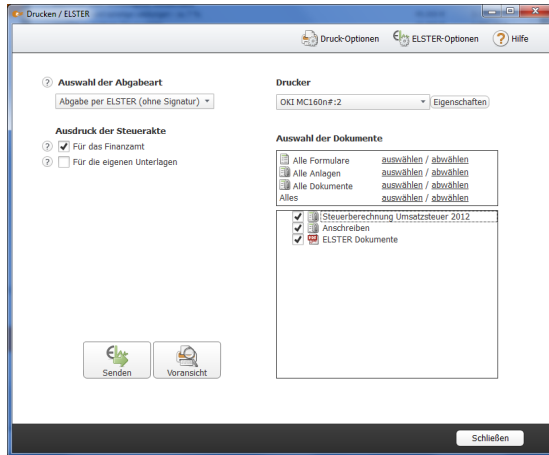 Drucken / ELSTER
Druck-Optionen
ELSTER-Optionen
? Hilfe
? Auswahl der Abgabeart
Abgabe per ELSTER (ohne Signatur)
Ausdruck der Steuerakte
? Für das Finanzamt
? Für die eigenen Unterlagen
Senden
Voransicht
Drucker
OKI MC160n#:2
Eigenschaften
Auswahl der Dokumente
Alle Formulare auswählen / abwählen
Alle Anlagen auswählen / abwählen
Alle Dokumente auswählen / abwählen
Alles auswählen / abwählen
Steuerberechnung Umsatzsteuer 2012
Anschreiben
ELSTER Dokumente
Schließen